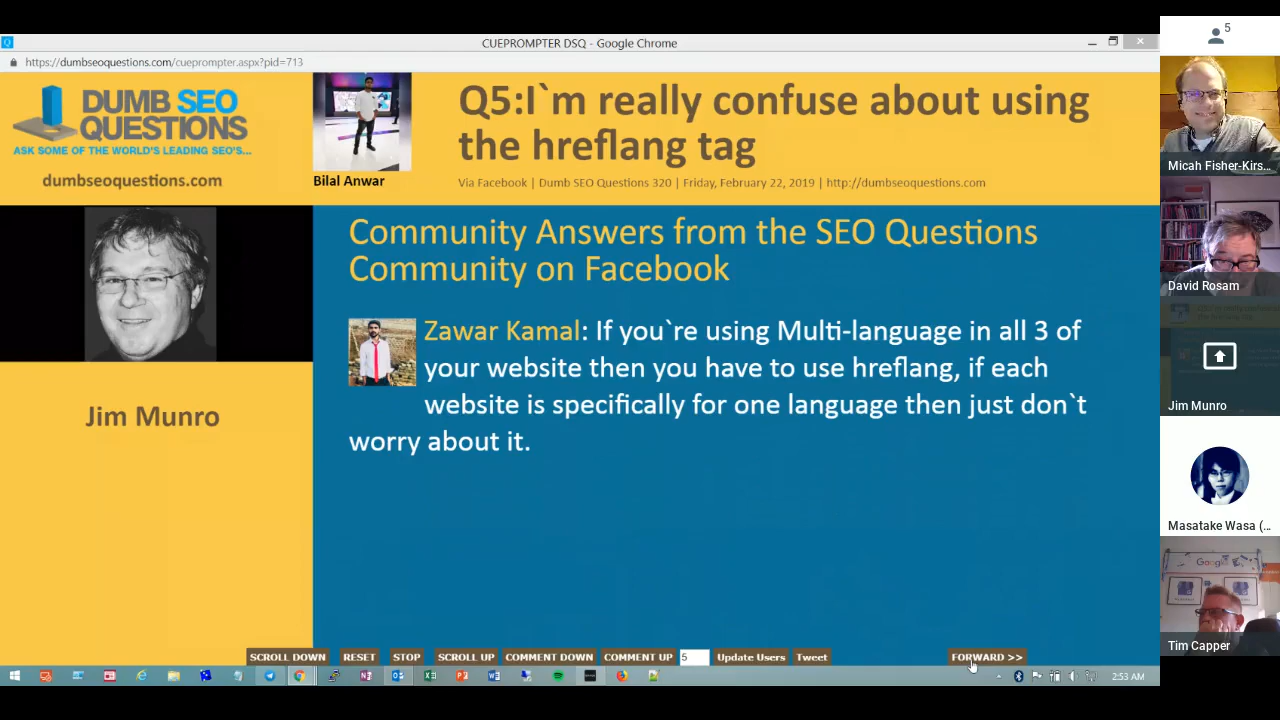 CUEPROMPTER DSQ - Google Chrome
https://dumbseoquestions.com/cueprompter.aspx?pid=713
DUMB SEO
QUESTIONS
ASK SOME OF THE WORLD'S LEADING SEO'S...
dumbseoquestions.com
Bilal Anwar
Q5:I`m really confuse about using
the hreflang tag
Via Facebook | Dumb SEO Questions 320 | Friday, February 22, 2019 | http://dumbseoquestions.com
Jim Munro
Community Answers from the SEO Questions
Community on Facebook
Zawar Kamal: If you`re using Multi-language in all 3 of
your website then you have to use hreflang, if each
website is specifically for one language then just don`t
worry about it.
SCROLL DOWN RESET STOP SCROLL UP COMMENT DOWN COMMENT UP 5 Update Users Tweet FORWARD >>
2:53 AM
5
Micah Fisher-Kirs...
David Rosam
Jim Munro
Masatake Wasa (...
Google
Tim Capper